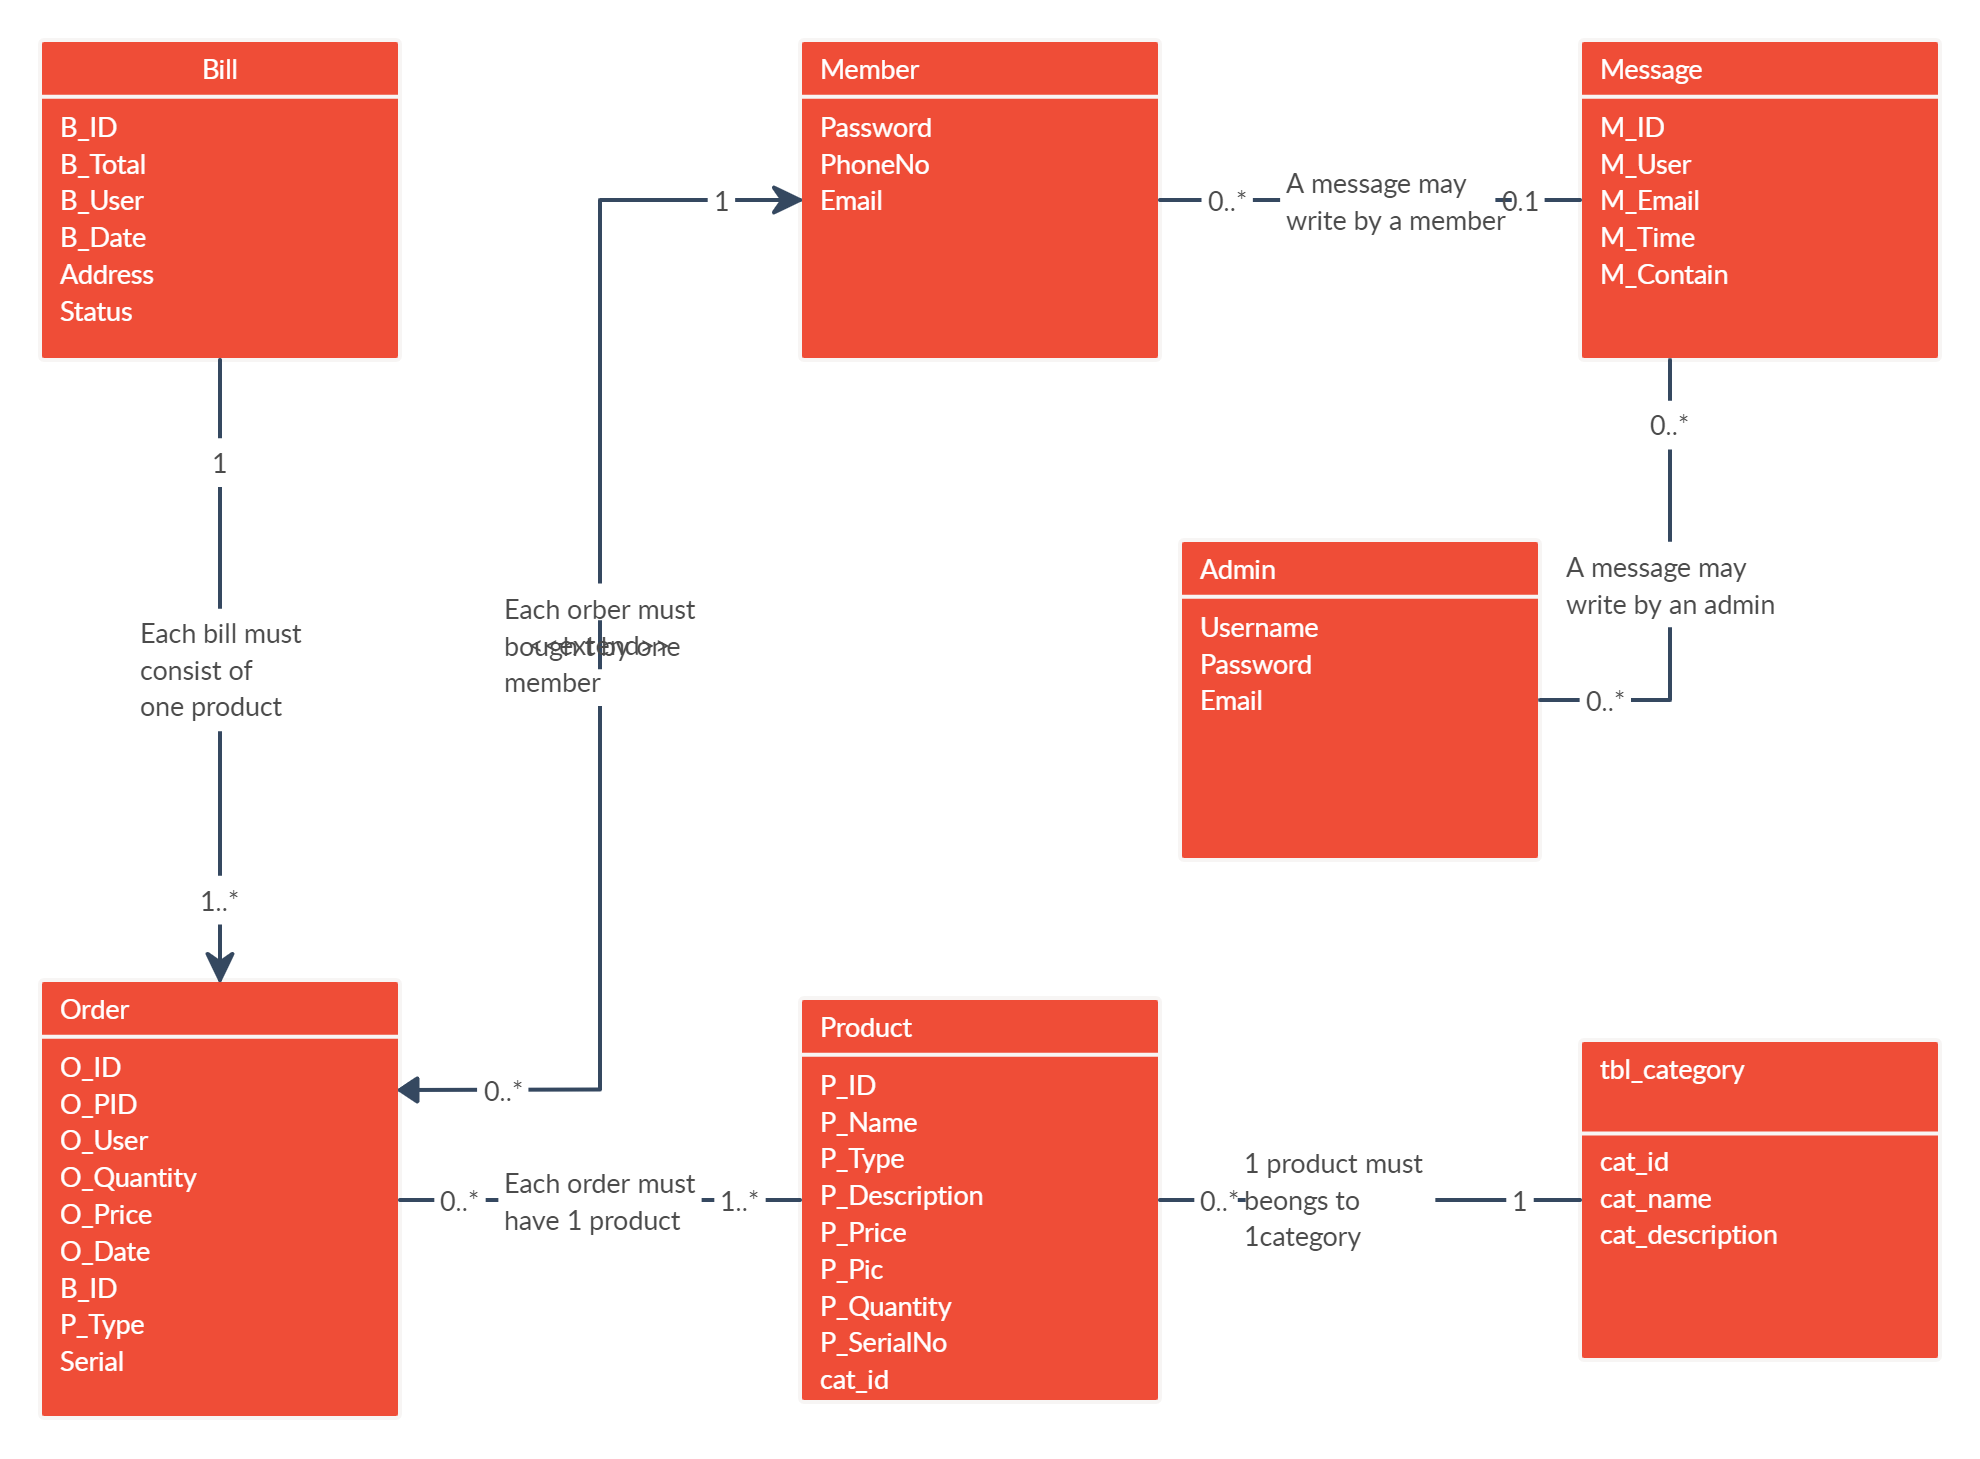 Bill
B_ID
B_Total
B_User
B_Date
Address
Status
Member
Password
PhoneNo
Email
Message
M_ID
M_User
M_Email
M_Time
M_Contain
1
0..*
A message may
write by a member
0.1
1
Each bill must
consist of
one product
1..*
Each orber must
bought by one
member
<<extend>>
0..*
0..*
A message may
write by an admin
0..*
Admin
Username
Password
Email
Order
O_ID
O_PID
O_User
O_Quantity
O_Price
O_Date
B_ID
P_Type
Serial
0..*
Each order must
have 1 product
1..*
Product
P_ID
P_Name
P_Type
P_Description
P_Price
P_Pic
P_Quantity
P_SerialNo
cat_id
0..*
1 product must
beongs to
1category
1
tbl_category
cat_id
cat_name
cat_description